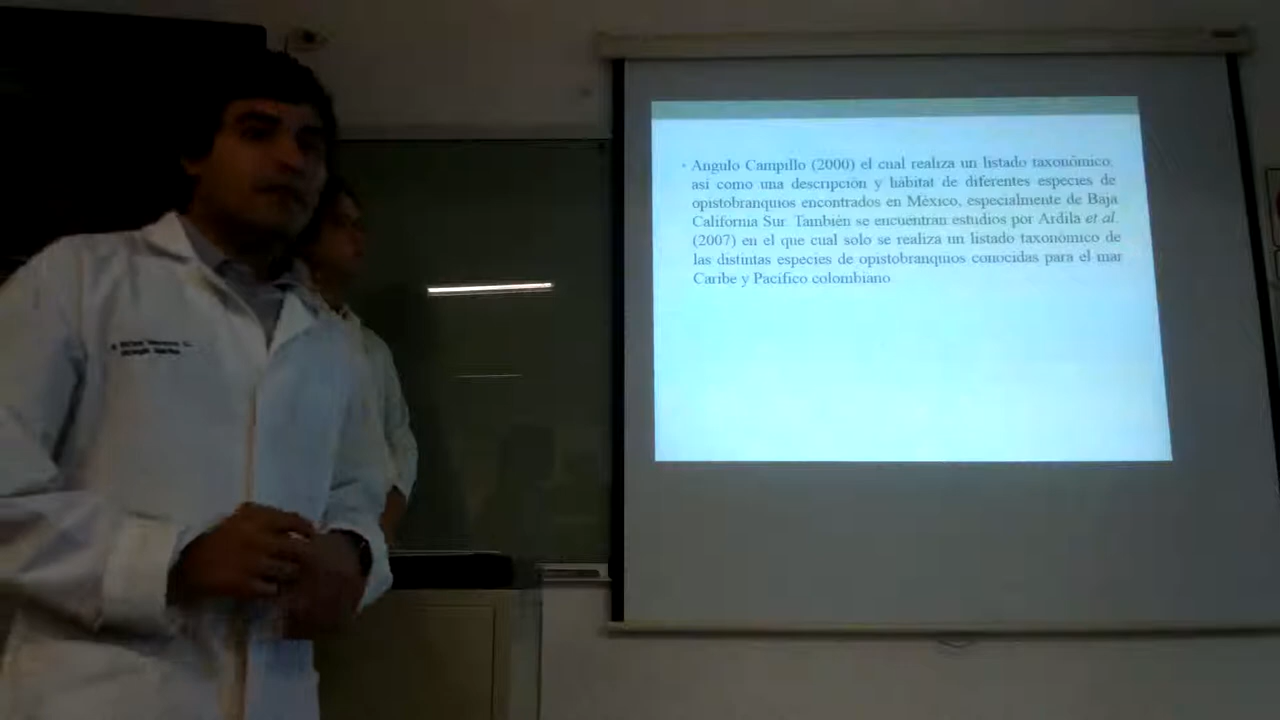 • Angulo Campillo (2000) el cual realiza un listado taxonómico,
así como una descripción y hábitat de diferentes especies de
opistobranquios encontrados en México, especialmente de Baja
California Sur. También se encuentran estudios por Ardila et al.
(2007) en el que cual solo se realiza un listado taxonómico de
las distintas especies de opistobranquios conocidas para el mar
Caribe y Pacifico colombiano